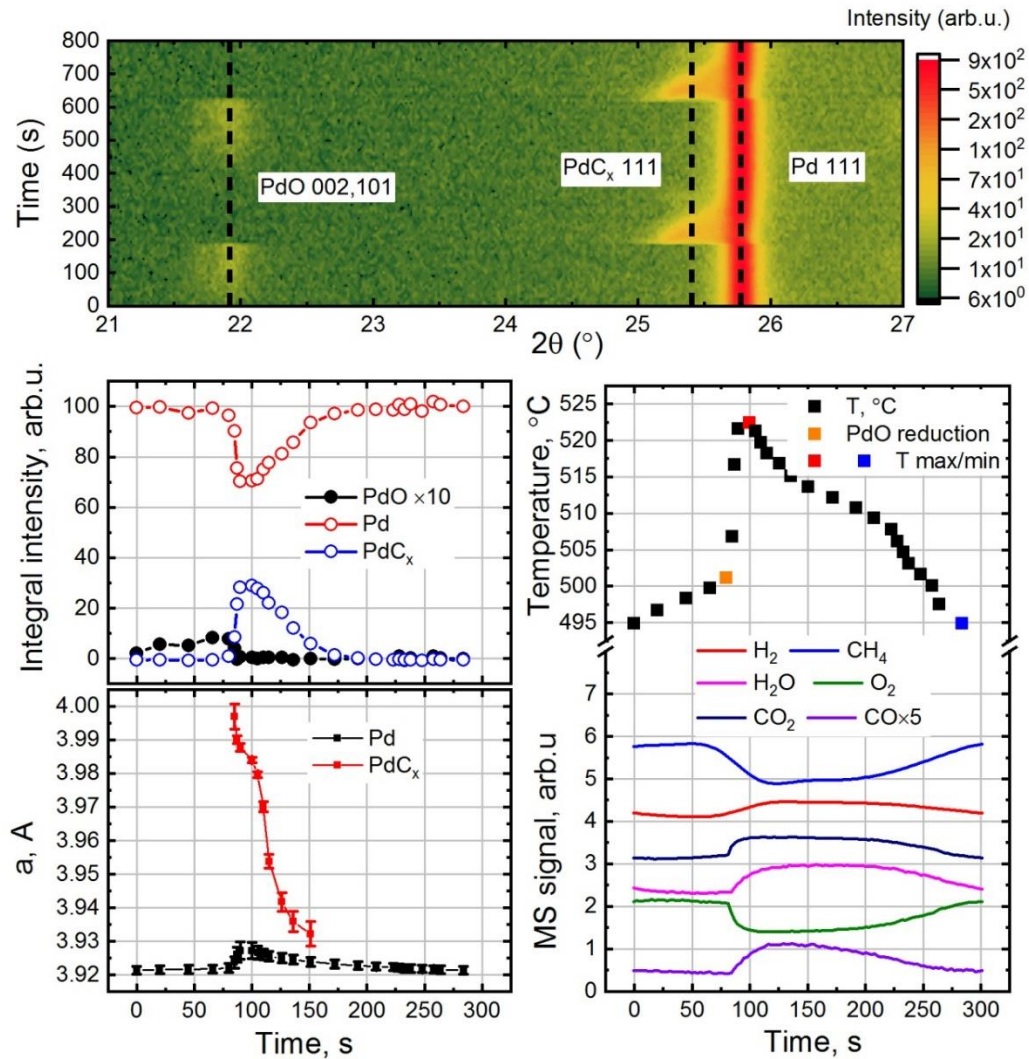 Intensity (arb.u.)
800
700
600
500
400
300
200
100
0
Time (s)
PdO 002,101
PdCₓ 111
Pd 111
9x10²
5x10²
2x10²
1x10²
7x10¹
4x10¹
2x10¹
1x10¹
6x10⁰
21
22
23
24
25
26
27
2θ (°)
Integral intensity, arb.u.
100
80
60
40
20
0
PdO ×10
Pd
PdCₓ
a, A
4.00
3.99
3.98
3.97
3.96
3.95
3.94
3.93
3.92
Pd
PdCₓ
0 50 100 150 200 250 300
Time, s
Temperature, °C
525
520
515
510
505
500
495
T, °C
PdO reduction
T max/min
H₂ CH₄
H₂O O₂
CO₂ CO×5
MS signal, arb.u
7
6
5
4
3
2
1
0
0 50 100 150 200 250 300
Time, s